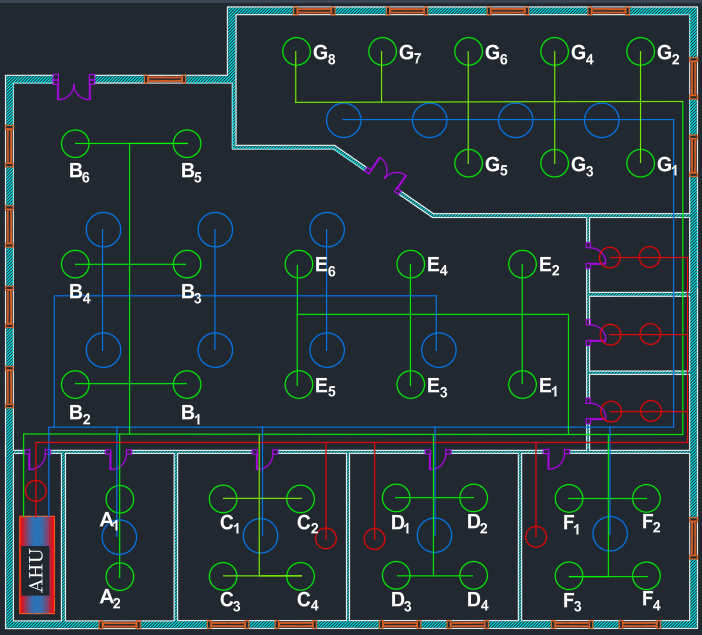 G₈ G₇ G₆ G₄ G₂
B₆ B₅ G₅ G₃ G₁
B₄ B₃ E₆ E₄ E₂
B₂ B₁ E₅ E₃ E₁
A₁ C₁ C₂ D₁ D₂ F₁ F₂
AHU
A₂ C₃ C₄ D₃ D₄ F₃ F₄